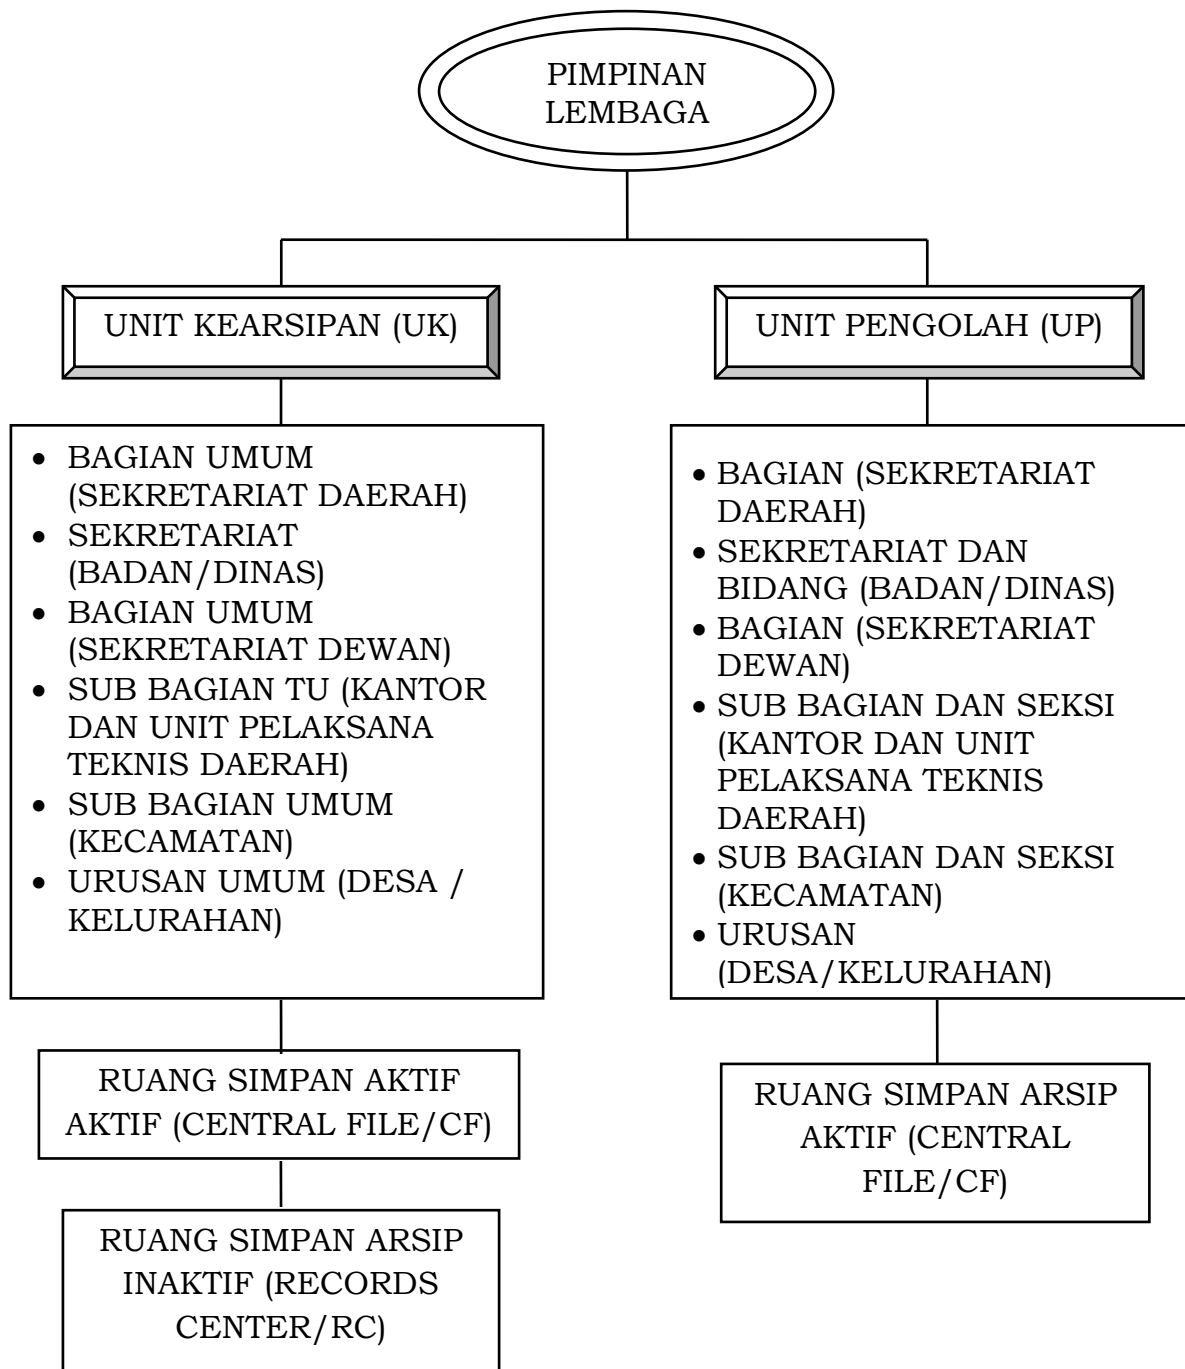 PIMPINAN
LEMBAGA
UNIT KEARSIPAN (UK)
UNIT PENGOLAH (UP)
• BAGIAN UMUM
(SEKRETARIAT DAERAH)
• SEKRETARIAT
(BADAN/DINAS)
• BAGIAN UMUM
(SEKRETARIAT DEWAN)
• SUB BAGIAN TU (KANTOR
DAN UNIT PELAKSANA
TEKNIS DAERAH)
• SUB BAGIAN UMUM
(KECAMATAN)
• URUSAN UMUM (DESA /
KELURAHAN)
• BAGIAN (SEKRETARIAT
DAERAH)
• SEKRETARIAT DAN
BIDANG (BADAN/DINAS)
• BAGIAN (SEKRETARIAT
DEWAN)
• SUB BAGIAN DAN SEKSI
(KANTOR DAN UNIT
PELAKSANA TEKNIS
DAERAH)
• SUB BAGIAN DAN SEKSI
(KECAMATAN)
• URUSAN
(DESA/KELURAHAN)
RUANG SIMPAN AKTIF
AKTIF (CENTRAL FILE/CF)
RUANG SIMPAN ARSIP
AKTIF (CENTRAL
FILE/CF)
RUANG SIMPAN ARSIP
INAKTIF (RECORDS
CENTER/RC)